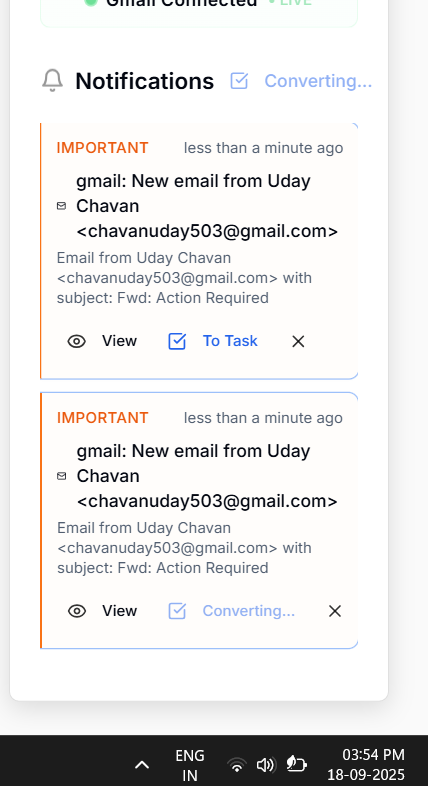 Gmail Connected • LIVE
Notifications Converting...
IMPORTANT less than a minute ago
gmail: New email from Uday
Chavan
<chavanuday503@gmail.com>
Email from Uday Chavan
<chavanuday503@gmail.com> with
subject: Fwd: Action Required
View To Task
IMPORTANT less than a minute ago
gmail: New email from Uday
Chavan
<chavanuday503@gmail.com>
Email from Uday Chavan
<chavanuday503@gmail.com> with
subject: Fwd: Action Required
View Converting...
ENG 03:54 PM
IN 18-09-2025